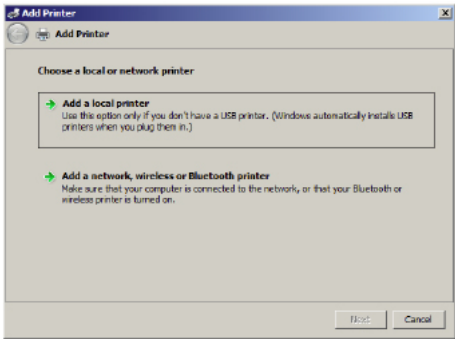 Add Printer
Add Printer
Choose a local or network printer
Add a local printer
Use this option only if you don't have a USB printer. (Windows automatically installs USB
printers when you plug them in.)
Add a network, wireless or Bluetooth printer
Make sure that your computer is connected to the network, or that your Bluetooth or
wireless printer is turned on.
Next Cancel